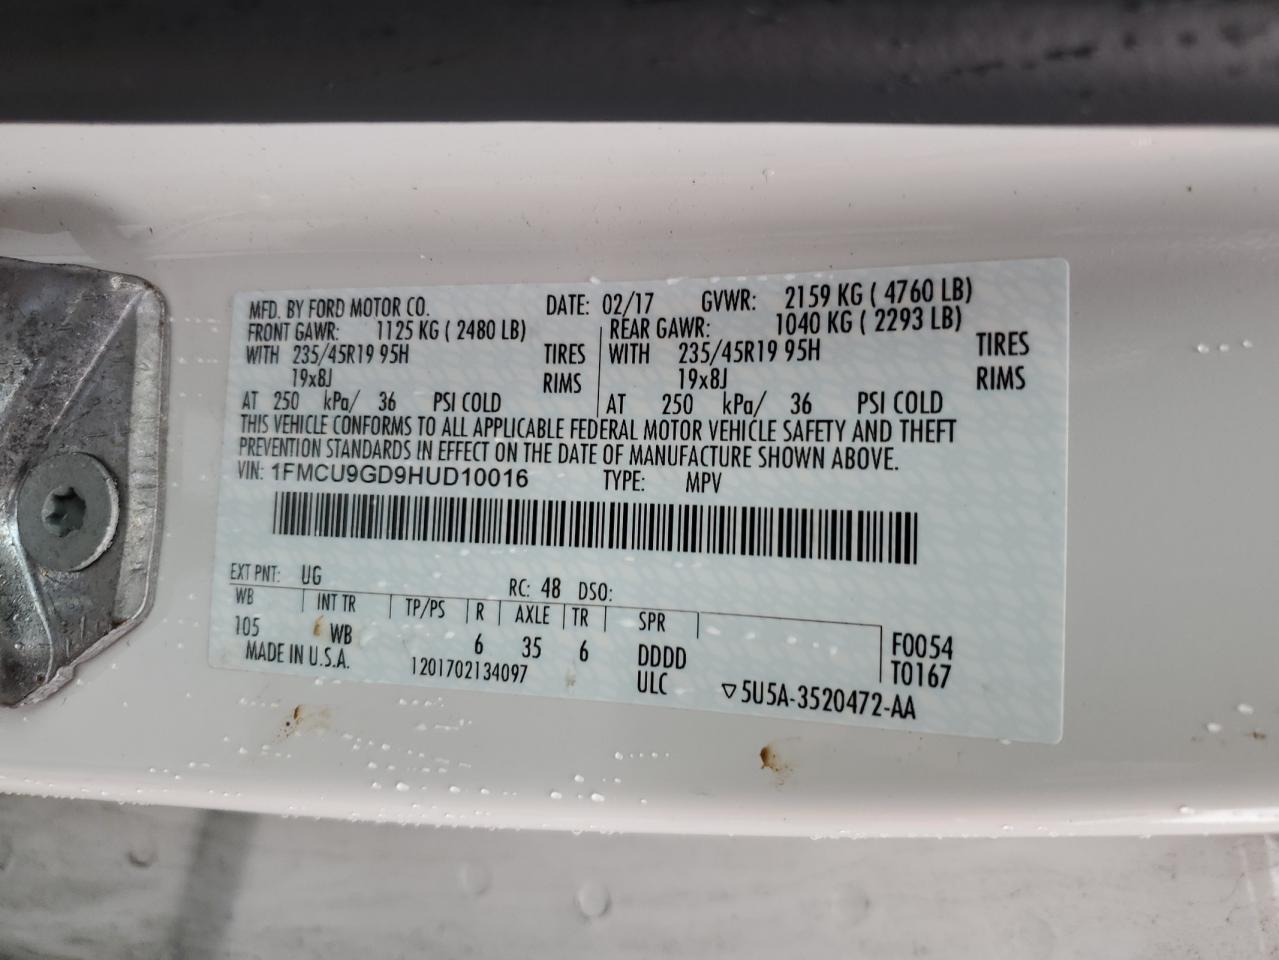 MFD. BY FORD MOTOR CO. DATE: 02/17 GVWR: 2159 KG ( 4760 LB)
FRONT GAWR: 1125 KG ( 2480 LB) REAR GAWR: 1040 KG ( 2293 LB)
WITH 235/45R19 95H TIRES WITH 235/45R19 95H TIRES
19x8J RIMS 19x8J RIMS
AT 250 kPa/ 36 PSI COLD AT 250 kPa/ 36 PSI COLD
THIS VEHICLE CONFORMS TO ALL APPLICABLE FEDERAL MOTOR VEHICLE SAFETY AND THEFT
PREVENTION STANDARDS IN EFFECT ON THE DATE OF MANUFACTURE SHOWN ABOVE.
VIN: 1FMCU9GD9HUD10016 TYPE: MPV
EXT PNT: UG RC: 48 DSO:
WB INT TR TP/PS R AXLE TR SPR
105 WB 6 35 6 DDDD F0054
MADE IN U.S.A. 1201702134097 ULC T0167
▽5U5A-3520472-AA